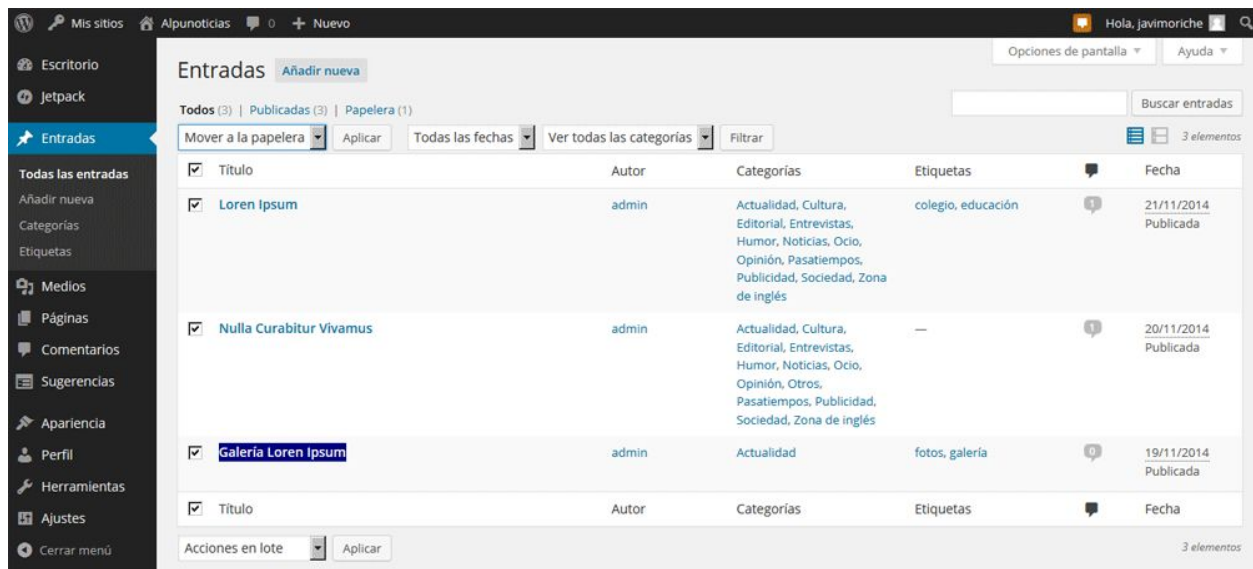 Mis sitios Alpunoticias 0 + Nuevo Hola, javimoriche
Opciones de pantalla Ayuda
Escritorio
Jetpack
Entradas
Todas las entradas
Añadir nueva
Categorías
Etiquetas
Medios
Páginas
Comentarios
Sugerencias
Apariencia
Perfil
Herramientas
Ajustes
Cerrar menú
Entradas Añadir nueva
Todos (3) | Publicadas (3) | Papelera (1) Buscar entradas
Mover a la papelera Aplicar Todas las fechas Ver todas las categorías Filtrar 3 elementos
Título Autor Categorías Etiquetas Fecha
Loren Ipsum admin Actualidad, Cultura, colegio, educación 1 21/11/2014
Editorial, Entrevistas, Publicada
Humor, Noticias, Ocio,
Opinión, Pasatiempos,
Publicidad, Sociedad, Zona
de inglés
Nulla Curabitur Vivamus admin Actualidad, Cultura, — 1 20/11/2014
Editorial, Entrevistas, Publicada
Humor, Noticias, Ocio,
Opinión, Otros,
Pasatiempos, Publicidad,
Sociedad, Zona de inglés
Galería Loren Ipsum admin Actualidad fotos, galería 0 19/11/2014
Publicada
Título Autor Categorías Etiquetas Fecha
Acciones en lote Aplicar 3 elementos